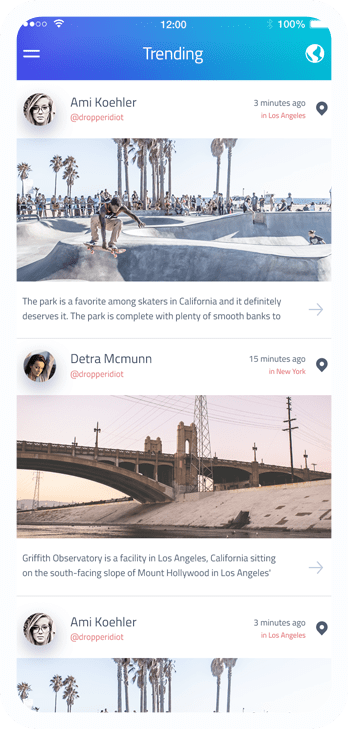 12:00
100%
Trending
Ami Koehler
3 minutes ago
@dropperidiot
in Los Angeles
The park is a favorite among skaters in California and it definitely
deserves it. The park is complete with plenty of smooth banks to
Detra Mcmunn
15 minutes ago
@dropperidiot
in New York
Griffith Observatory is a facility in Los Angeles, California sitting
on the south-facing slope of Mount Hollywood in Los Angeles'
Ami Koehler
3 minutes ago
@dropperidiot
in Los Angeles